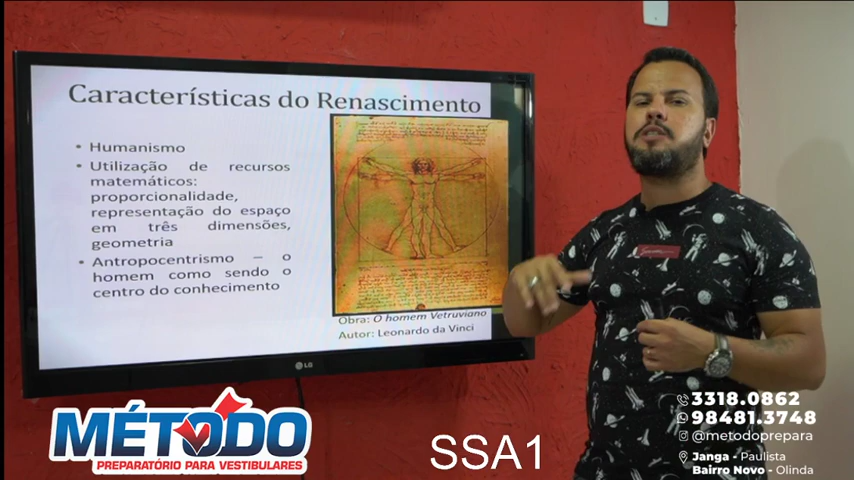 Características do Renascimento
• Humanismo
• Utilização de recursos
matemáticos:
proporcionalidade,
representação do espaço
em três dimensões,
geometria
• Antropocentrismo – o
homem como sendo o
centro do conhecimento
Obra: O homem Vetruviano
Autor: Leonardo da Vinci
LG
MÉTODO
PREPARATÓRIO PARA VESTIBULARES
SSA1
3318.0862
98481.3748
@metodoprepara
Janga - Paulista
Bairro Novo - Olinda